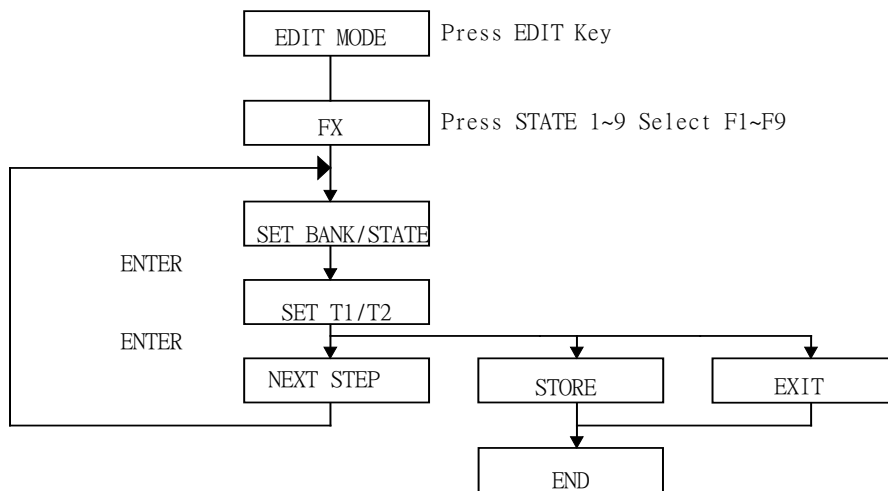 EDIT MODE Press EDIT Key
FX Press STATE 1~9 Select F1~F9
SET BANK/STATE
ENTER
SET T1/T2
ENTER
NEXT STEP STORE EXIT
END